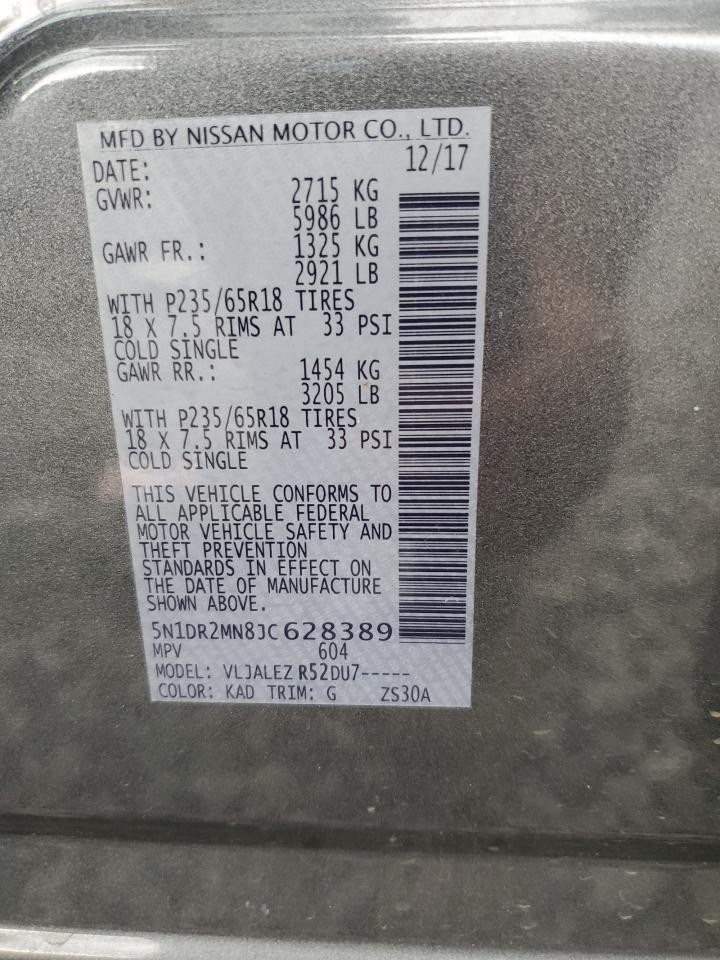 MFD BY NISSAN MOTOR CO., LTD.
DATE: 12/17
GVWR: 2715 KG
5986 LB
GAWR FR.: 1325 KG
2921 LB
WITH P235/65R18 TIRES
18 X 7.5 RIMS AT 33 PSI
COLD SINGLE
GAWR RR.: 1454 KG
3205 LB
WITH P235/65R18 TIRES
18 X 7.5 RIMS AT 33 PSI
COLD SINGLE
THIS VEHICLE CONFORMS TO
ALL APPLICABLE FEDERAL
MOTOR VEHICLE SAFETY AND
THEFT PREVENTION
STANDARDS IN EFFECT ON
THE DATE OF MANUFACTURE
SHOWN ABOVE.
5N1DR2MN8JC628389
MPV 604
MODEL: VLJALEZ R52DU7-----
COLOR: KAD TRIM: G ZS30A